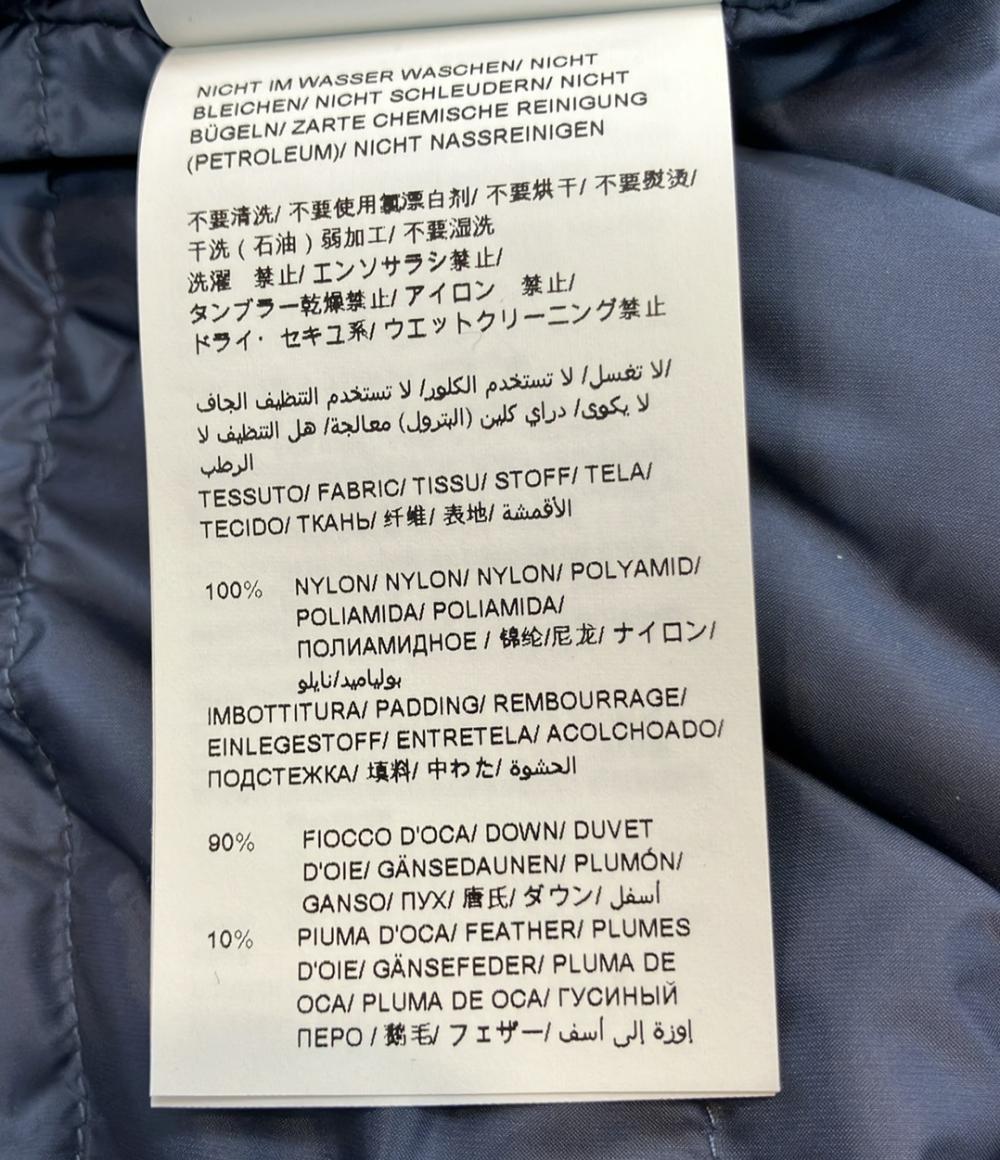 NICHT IM WASSER WASCHEN/ NICHT
BLEICHEN/ NICHT SCHLEUDERN/ NICHT
BÜGELN/ ZARTE CHEMISCHE REINIGUNG
(PETROLEUM)/ NICHT NASSREINIGEN
不要清洗/ 不要使用氯漂白剂/ 不要烘干/ 不要熨烫/
干洗 ( 石油 ) 弱加工/ 不要湿洗
洗濯 禁止/ エンソサラシ禁止/
タンブラー乾燥禁止/ アイロン 禁止/
ドライ· セキユ系/ ウエットクリーニング禁止
لا تغسل/ لا تستخدم الكلور/ لا تستخدم التنظيف الجاف/
لا يكوى/ دراي كلين (البترول) معالجة/ هل التنظيف لا
الرطب
TESSUTO/ FABRIC/ TISSU/ STOFF/ TELA/
TECIDO/ ТКАНЬ/ 纤维/ 表地/ الأقمشة
100% NYLON/ NYLON/ NYLON/ POLYAMID/
POLIAMIDA/ POLIAMIDA/
ПОЛИАМИДНОЕ / 锦纶/尼龙/ ナイロン/
بولياميد/نايلو
IMBOTTITURA/ PADDING/ REMBOURRAGE/
EINLEGESTOFF/ ENTRETELA/ ACOLCHOADO/
ПОДСТЕЖКА/ 填料/ 中わた/ الحشوة
90% FIOCCO D'OCA/ DOWN/ DUVET
D'OIE/ GÄNSEDAUNEN/ PLUMÓN/
GANSO/ ПУХ/ 唐氏/ ダウン/ أسفل
10% PIUMA D'OCA/ FEATHER/ PLUMES
D'OIE/ GÄNSEFEDER/ PLUMA DE
OCA/ PLUMA DE OCA/ ГУСИНЫЙ
ПЕРО / 鹅毛/ フェザー/ إوزة إلى أسف